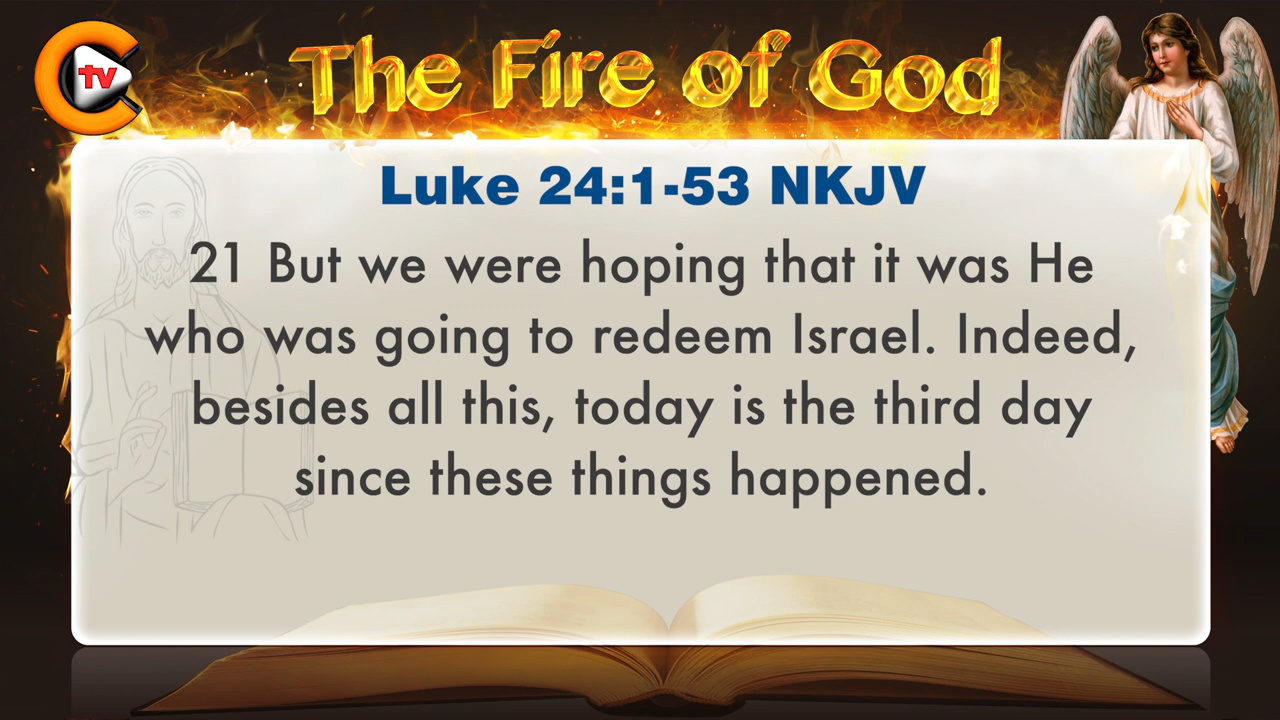 tv
The Fire of God
Luke 24:1-53 NKJV
21 But we were hoping that it was He
who was going to redeem Israel. Indeed,
besides all this, today is the third day
since these things happened.